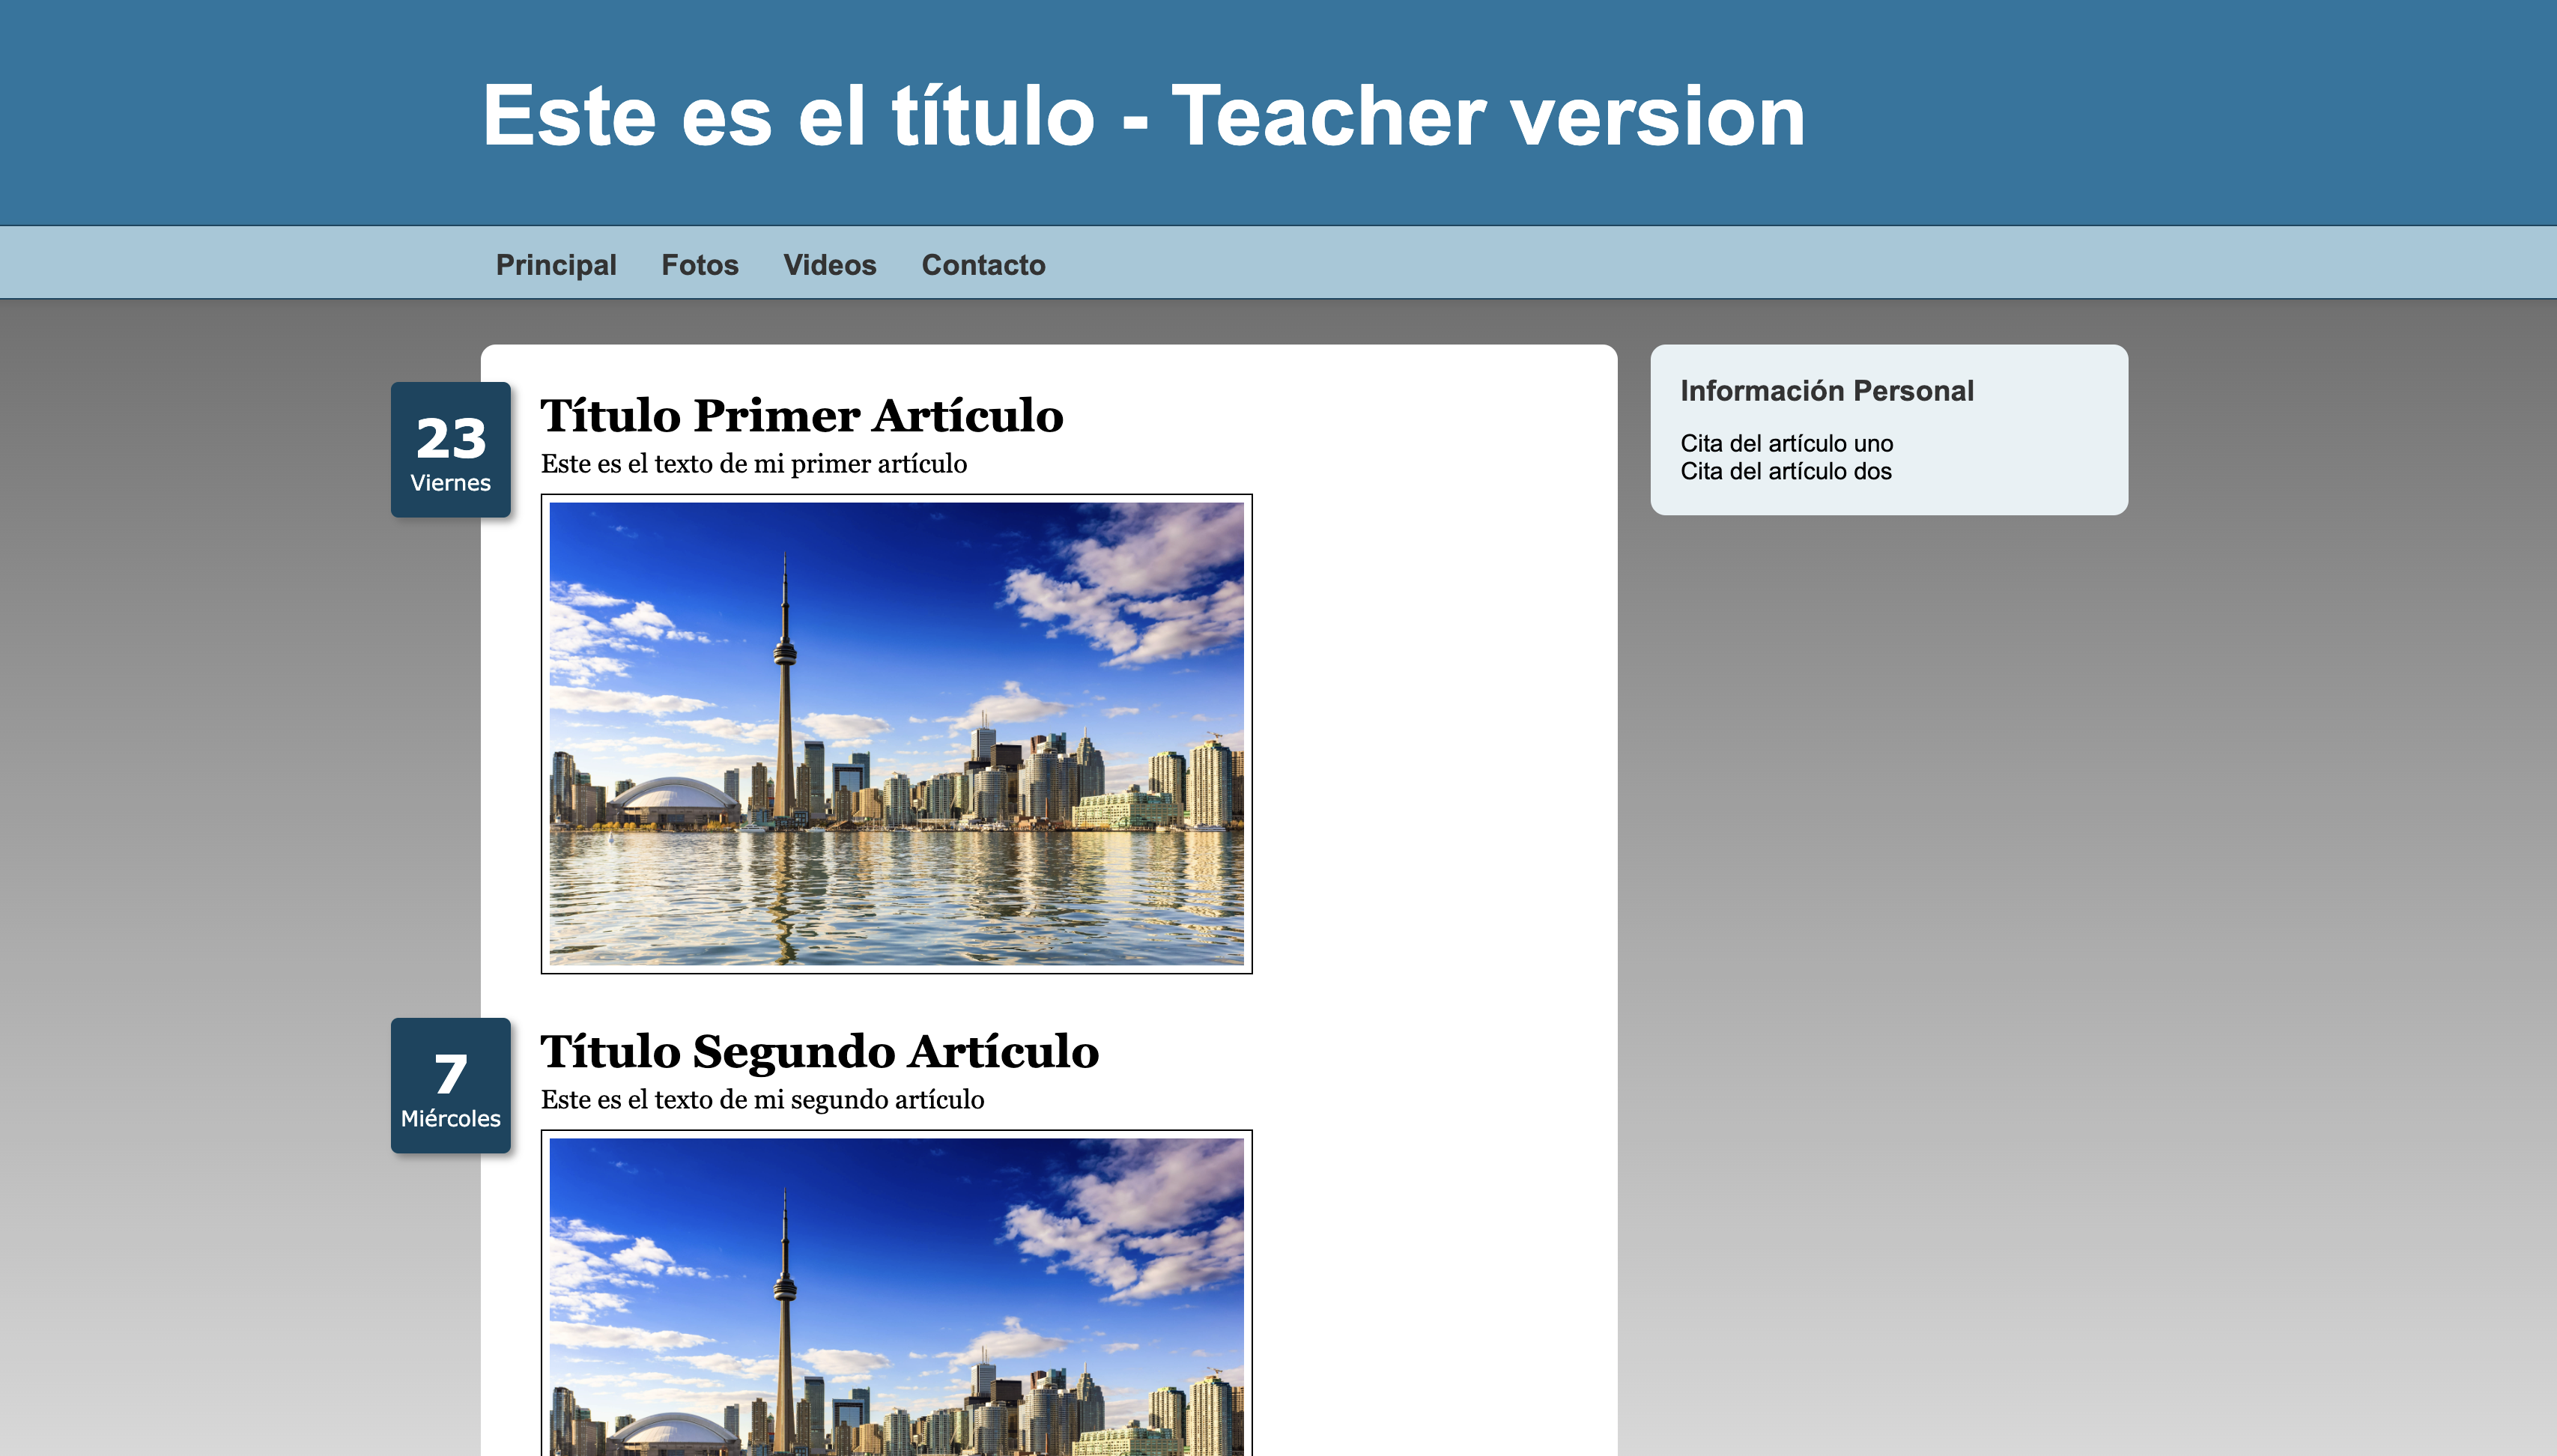 Este es el título - Teacher version
Principal Fotos Videos Contacto
23
Viernes
Título Primer Artículo
Este es el texto de mi primer artículo
7
Miércoles
Título Segundo Artículo
Este es el texto de mi segundo artículo
Información Personal
Cita del artículo uno
Cita del artículo dos